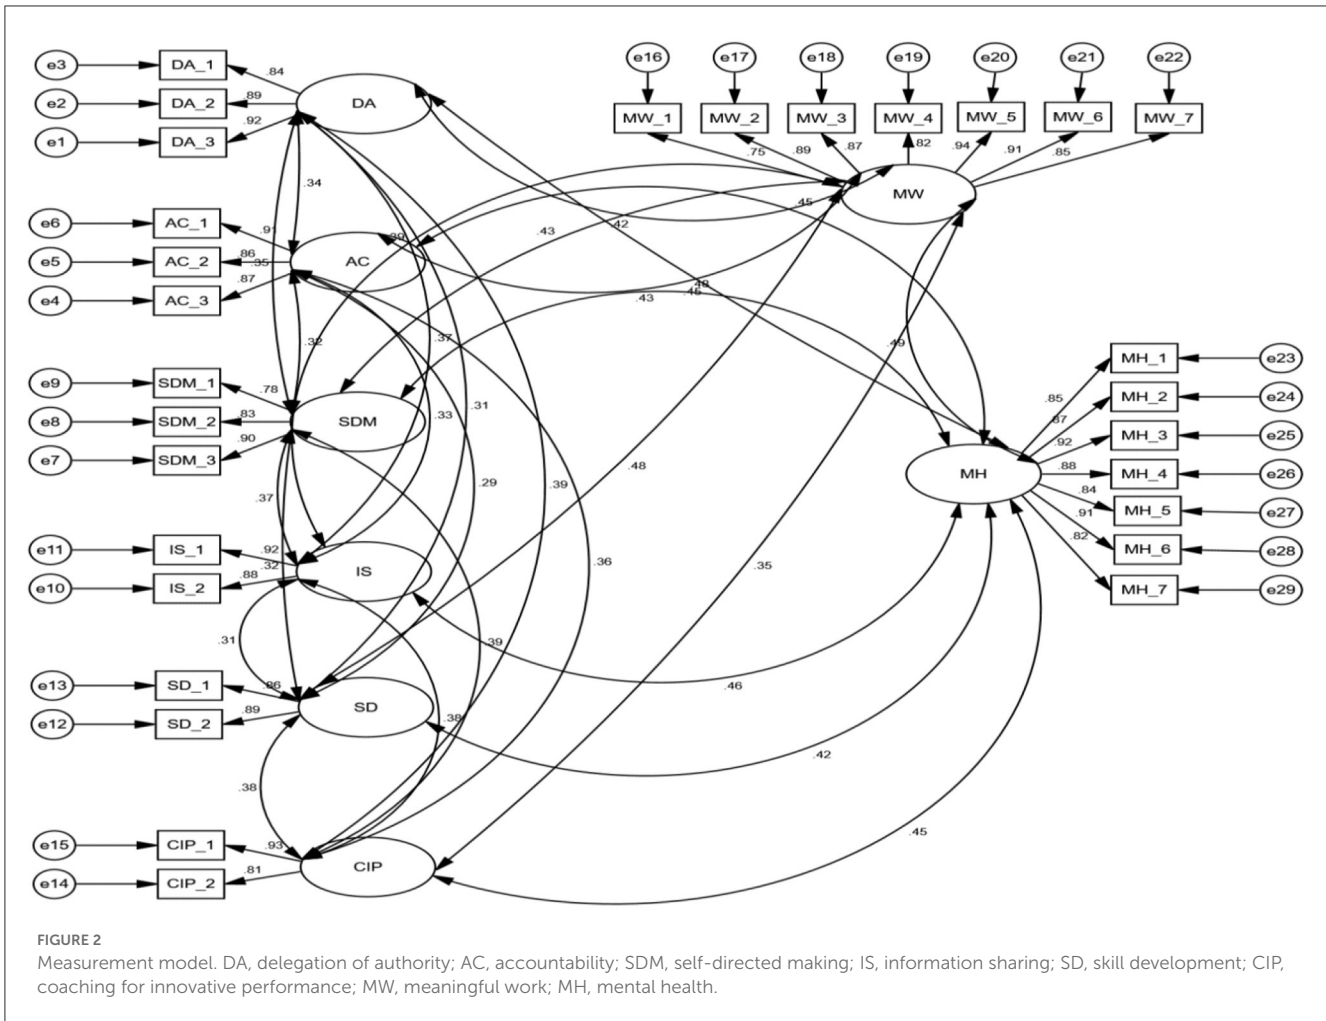 e3 DA_1 .84
e2 DA_2 .89 DA
e1 DA_3 .92
e16 e17 e18 e19 e20 e21 e22
MW_1 MW_2 MW_3 MW_4 MW_5 MW_6 MW_7
.75 .89 .87 .82 .94 .91 .85
MW
.34
e6 AC_1 .91
e5 AC_2 .86 AC
.35
e4 AC_3 .87
.39
.43
.42
.45
.48
.45
.43
.49
.32
.37
.33
.31
e9 SDM_1 .78
e8 SDM_2 .83 SDM
e7 SDM_3 .90
MH_1 e23
MH_2 e24
MH_3 e25
MH_4 e26
MH_5 e27
MH_6 e28
MH_7 e29
.85
.87
.92
.88
.84
.91
.82
MH
.48
.37
.29
.39
.36
.35
e11 IS_1 .92
e10 IS_2 .88 IS
.32
.31
.39
.46
e13 SD_1 .86
e12 SD_2 .89 SD
.38
.42
.38
.45
e15 CIP_1 .93
e14 CIP_2 .81 CIP
FIGURE 2
Measurement model. DA, delegation of authority; AC, accountability; SDM, self-directed making; IS, information sharing; SD, skill development; CIP,
coaching for innovative performance; MW, meaningful work; MH, mental health.